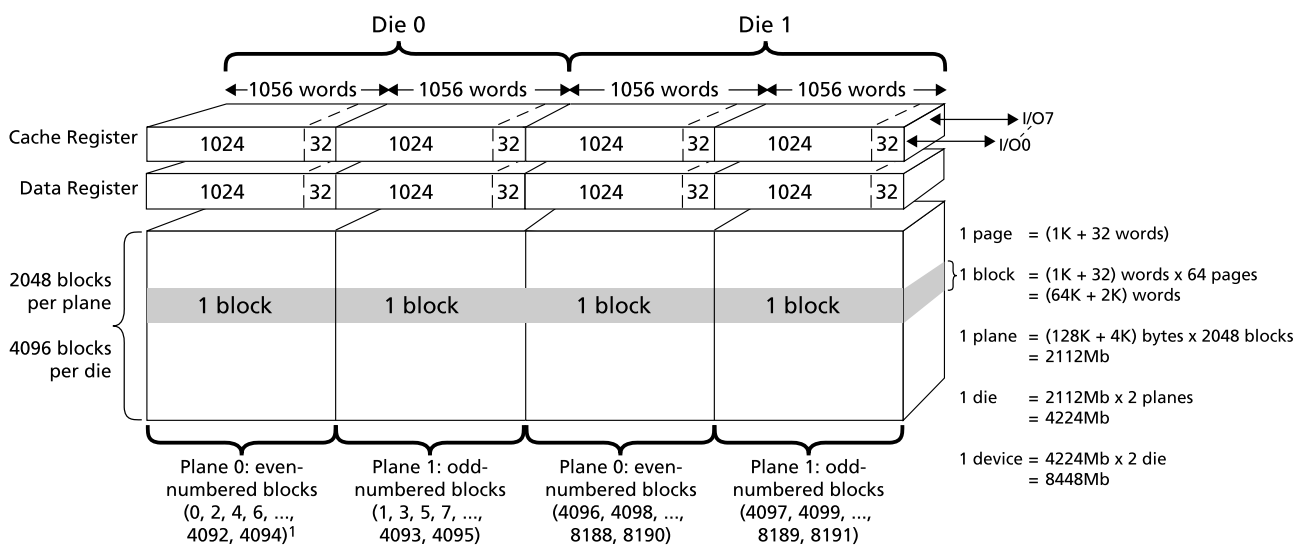 Die 0
Die 1
1056 words
1056 words
1056 words
1056 words
Cache Register
1024
32
1024
32
1024
32
1024
32
I/O7
I/O0
Data Register
1024
32
1024
32
1024
32
1024
32
2048 blocks
per plane
4096 blocks
per die
1 block
1 block
1 block
1 block
1 page = (1K + 32 words)
1 block = (1K + 32) words x 64 pages
= (64K + 2K) words
1 plane = (128K + 4K) bytes x 2048 blocks
= 2112Mb
1 die = 2112Mb x 2 planes
= 4224Mb
1 device = 4224Mb x 2 die
= 8448Mb
Plane 0: even-
numbered blocks
(0, 2, 4, 6, ...,
4092, 4094)1
Plane 1: odd-
numbered blocks
(1, 3, 5, 7, ...,
4093, 4095)
Plane 0: even-
numbered blocks
(4096, 4098, ...,
8188, 8190)
Plane 1: odd-
numbered blocks
(4097, 4099, ...,
8189, 8191)